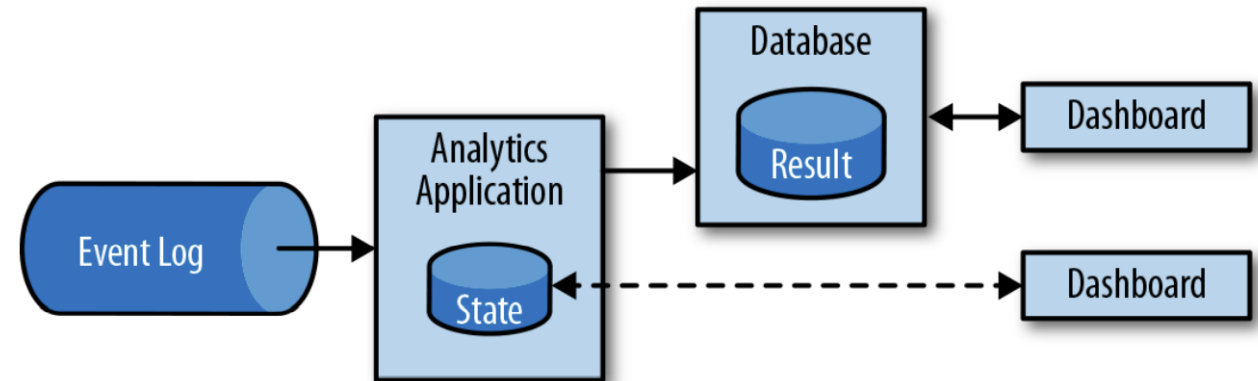 Event Log
Analytics
Application
State
Database
Result
Dashboard
Dashboard